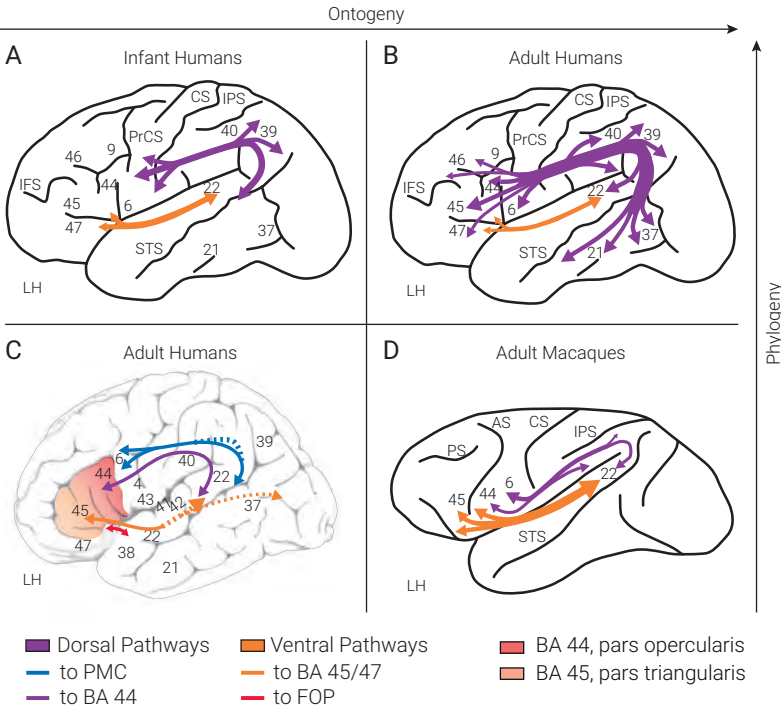 Ontogeny
A
Infant Humans
CS
IPS
PrCS
40
39
9
46
44
IFS
45
6
22
47
STS
21
37
LH
B
Adult Humans
CS
IPS
PrCS
40
39
9
46
44
IFS
45
6
22
47
STS
21
37
LH
Phylogeny
C
Adult Humans
6
39
40
44
4
22
43
41
42
45
37
47
22
38
21
LH
D
Adult Macaques
AS
CS
PS
IPS
6
22
45
44
STS
LH
Dorsal Pathways
to PMC
to BA 44
Ventral Pathways
to BA 45/47
to FOP
BA 44, pars opercularis
BA 45, pars triangularis